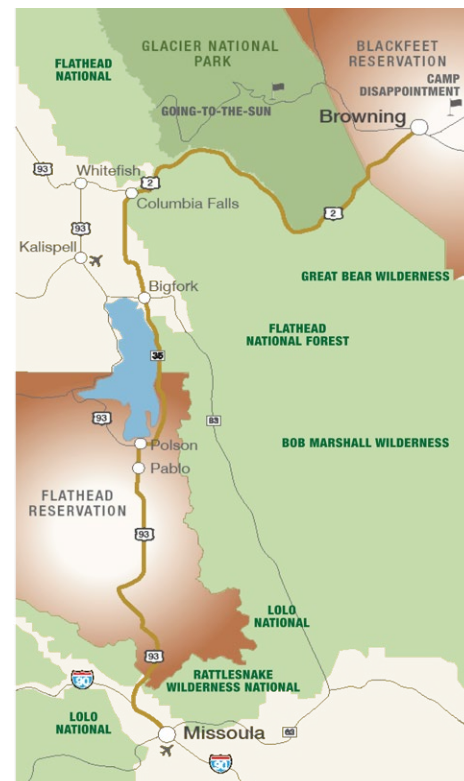 GLACIER NATIONAL
PARK
BLACKFEET
RESERVATION
FLATHEAD
NATIONAL
CAMP
DISAPPOINTMENT
GOING-TO-THE-SUN
Browning
93
Whitefish
2
Columbia Falls
2
93
Kalispell
GREAT BEAR WILDERNESS
Bigfork
FLATHEAD
NATIONAL FOREST
35
93
83
Polson
BOB MARSHALL WILDERNESS
Pablo
FLATHEAD
RESERVATION
93
LOLO
NATIONAL
93
RATTLESNAKE
WILDERNESS NATIONAL
90
LOLO
NATIONAL
Missoula
63
90